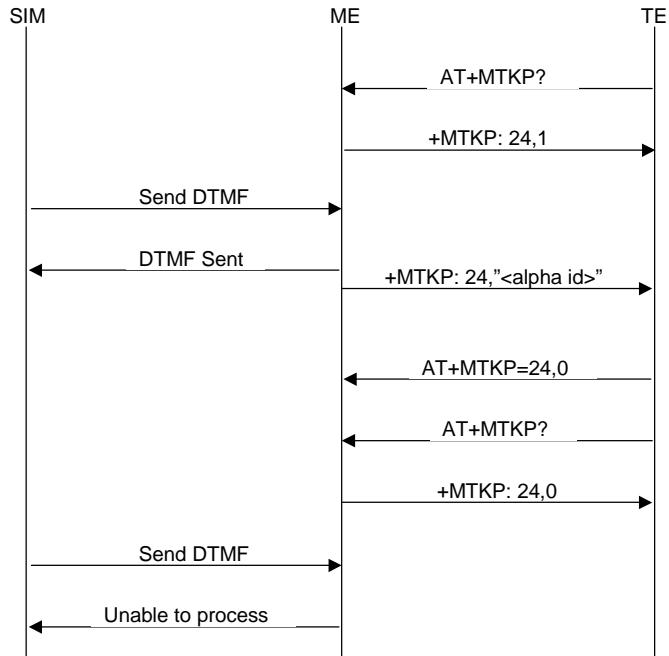 SIM ME TE
AT+MTKP?
+MTKP: 24,1
Send DTMF
DTMF Sent
+MTKP: 24,”<alpha id>”
AT+MTKP=24,0
AT+MTKP?
+MTKP: 24,0
Send DTMF
Unable to process